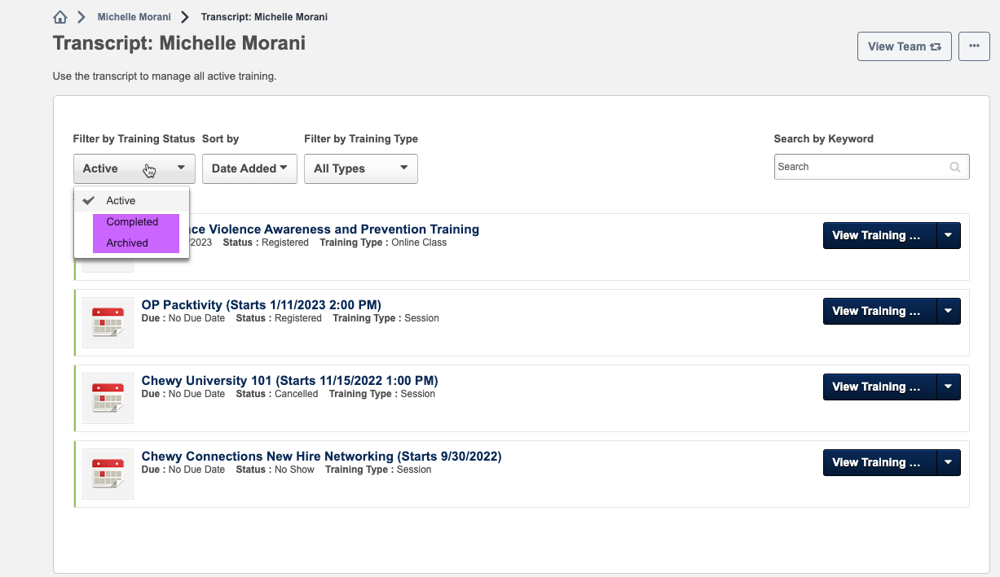 Michelle Morani Transcript: Michelle Morani
Transcript: Michelle Morani
View Team
...
Use the transcript to manage all active training.
Filter by Training Status Sort by Filter by Training Type Search by Keyword
Active Date Added All Types Search
Active
Completed
Archived
Violence Awareness and Prevention Training
/2023 Status : Registered Training Type : Online Class
View Training ...
OP Packtivity (Starts 1/11/2023 2:00 PM)
Due : No Due Date Status : Registered Training Type : Session
View Training ...
Chewy University 101 (Starts 11/15/2022 1:00 PM)
Due : No Due Date Status : Cancelled Training Type : Session
View Training ...
Chewy Connections New Hire Networking (Starts 9/30/2022)
Due : No Due Date Status : No Show Training Type : Session
View Training ...